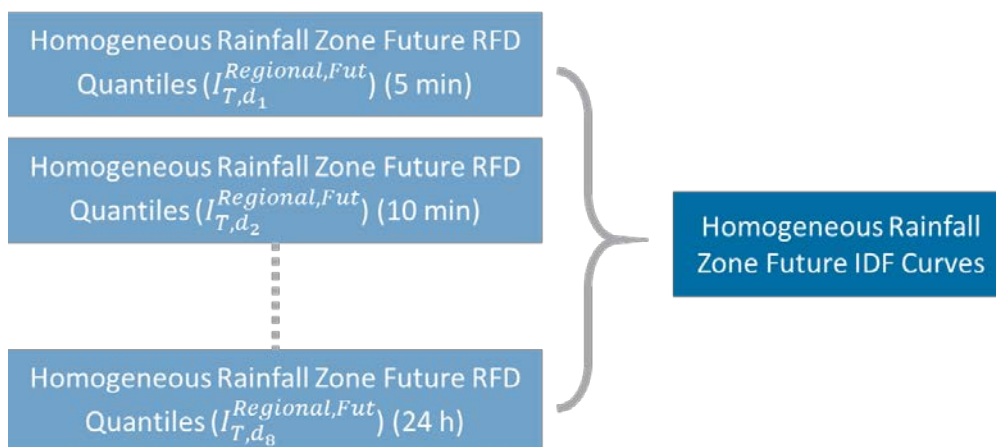 Homogeneous Rainfall Zone Future RFD
Quantiles (I_{T,d_1}^{Regional,Fut}) (5 min)
Homogeneous Rainfall Zone Future RFD
Quantiles (I_{T,d_2}^{Regional,Fut}) (10 min)
Homogeneous Rainfall Zone Future RFD
Quantiles (I_{T,d_8}^{Regional,Fut}) (24 h)
Homogeneous Rainfall
Zone Future IDF Curves